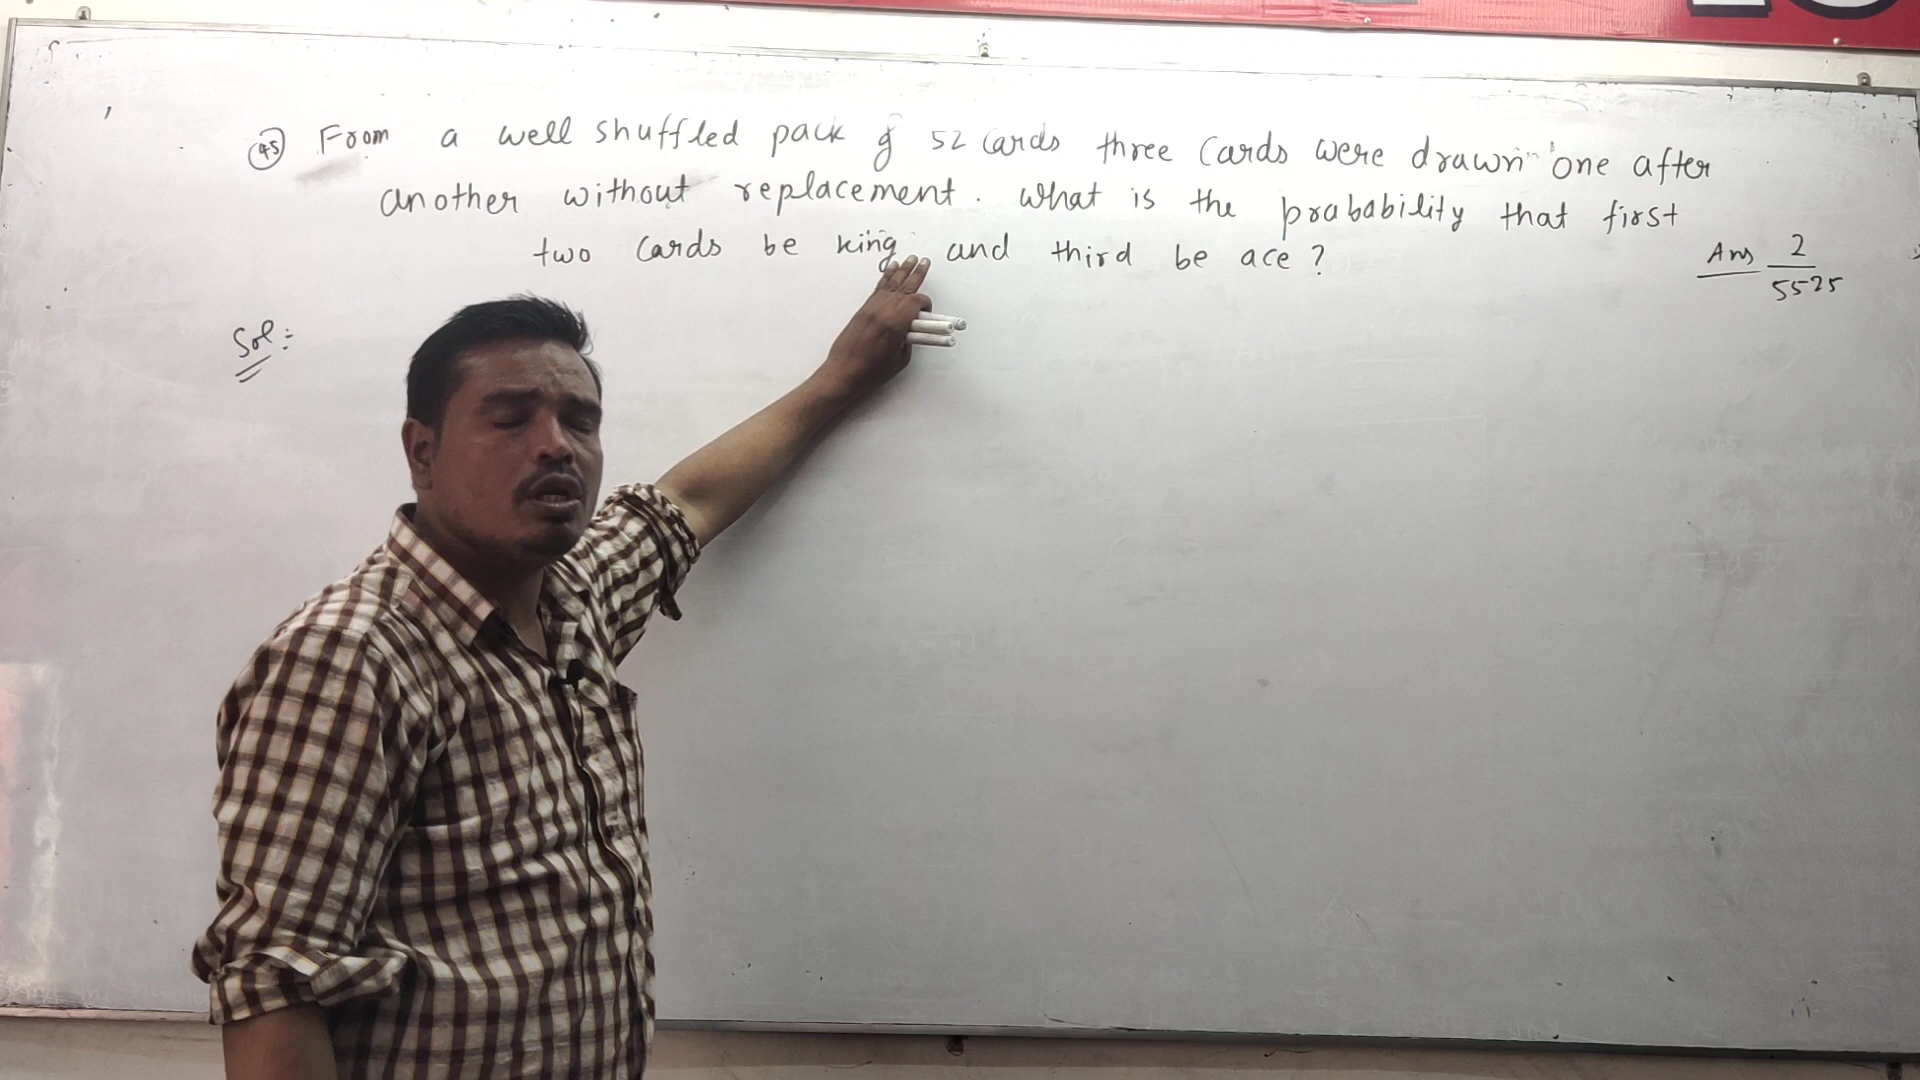 45 From a well shuffled pack of 52 cards three cards were drawn one after
another without replacement. What is the prabability that first
two cards be king and third be ace?
Ans 2/5525
Sol: